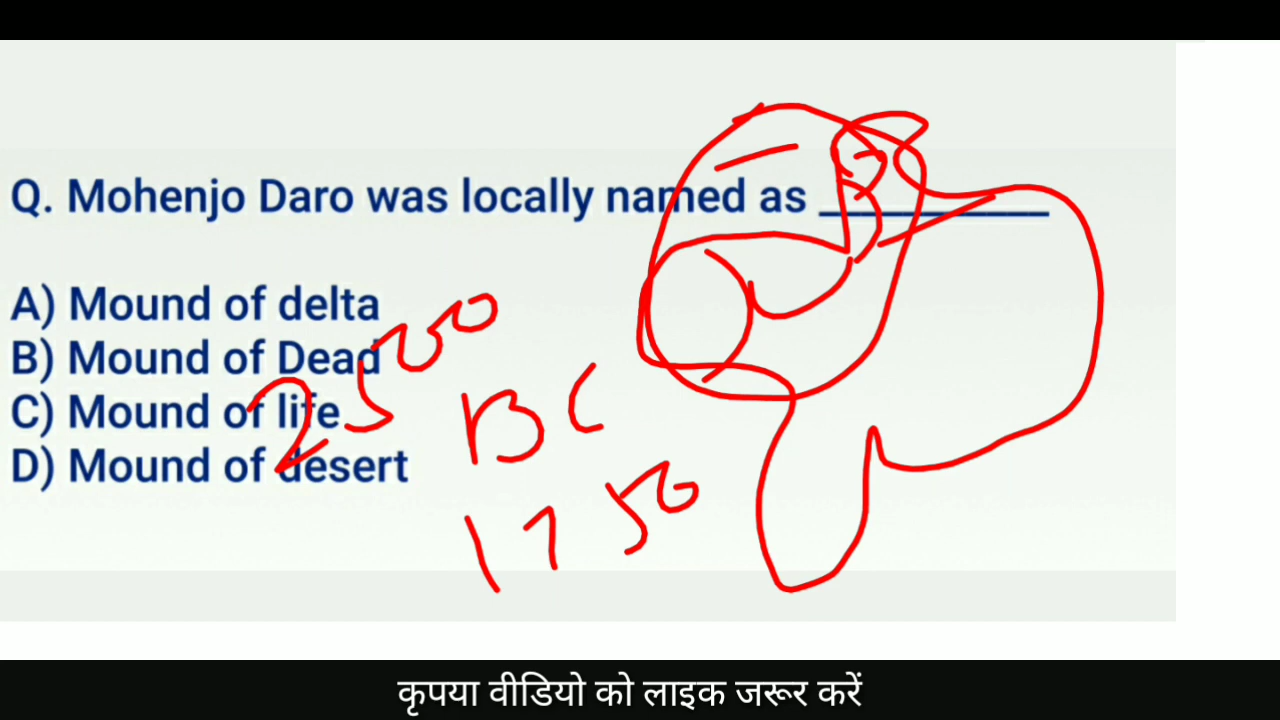 Q. Mohenjo Daro was locally named as __________
A) Mound of delta
B) Mound of Dead
C) Mound of life
D) Mound of desert
2500
BC
1750
कृपया वीडियो को लाइक जरूर करें